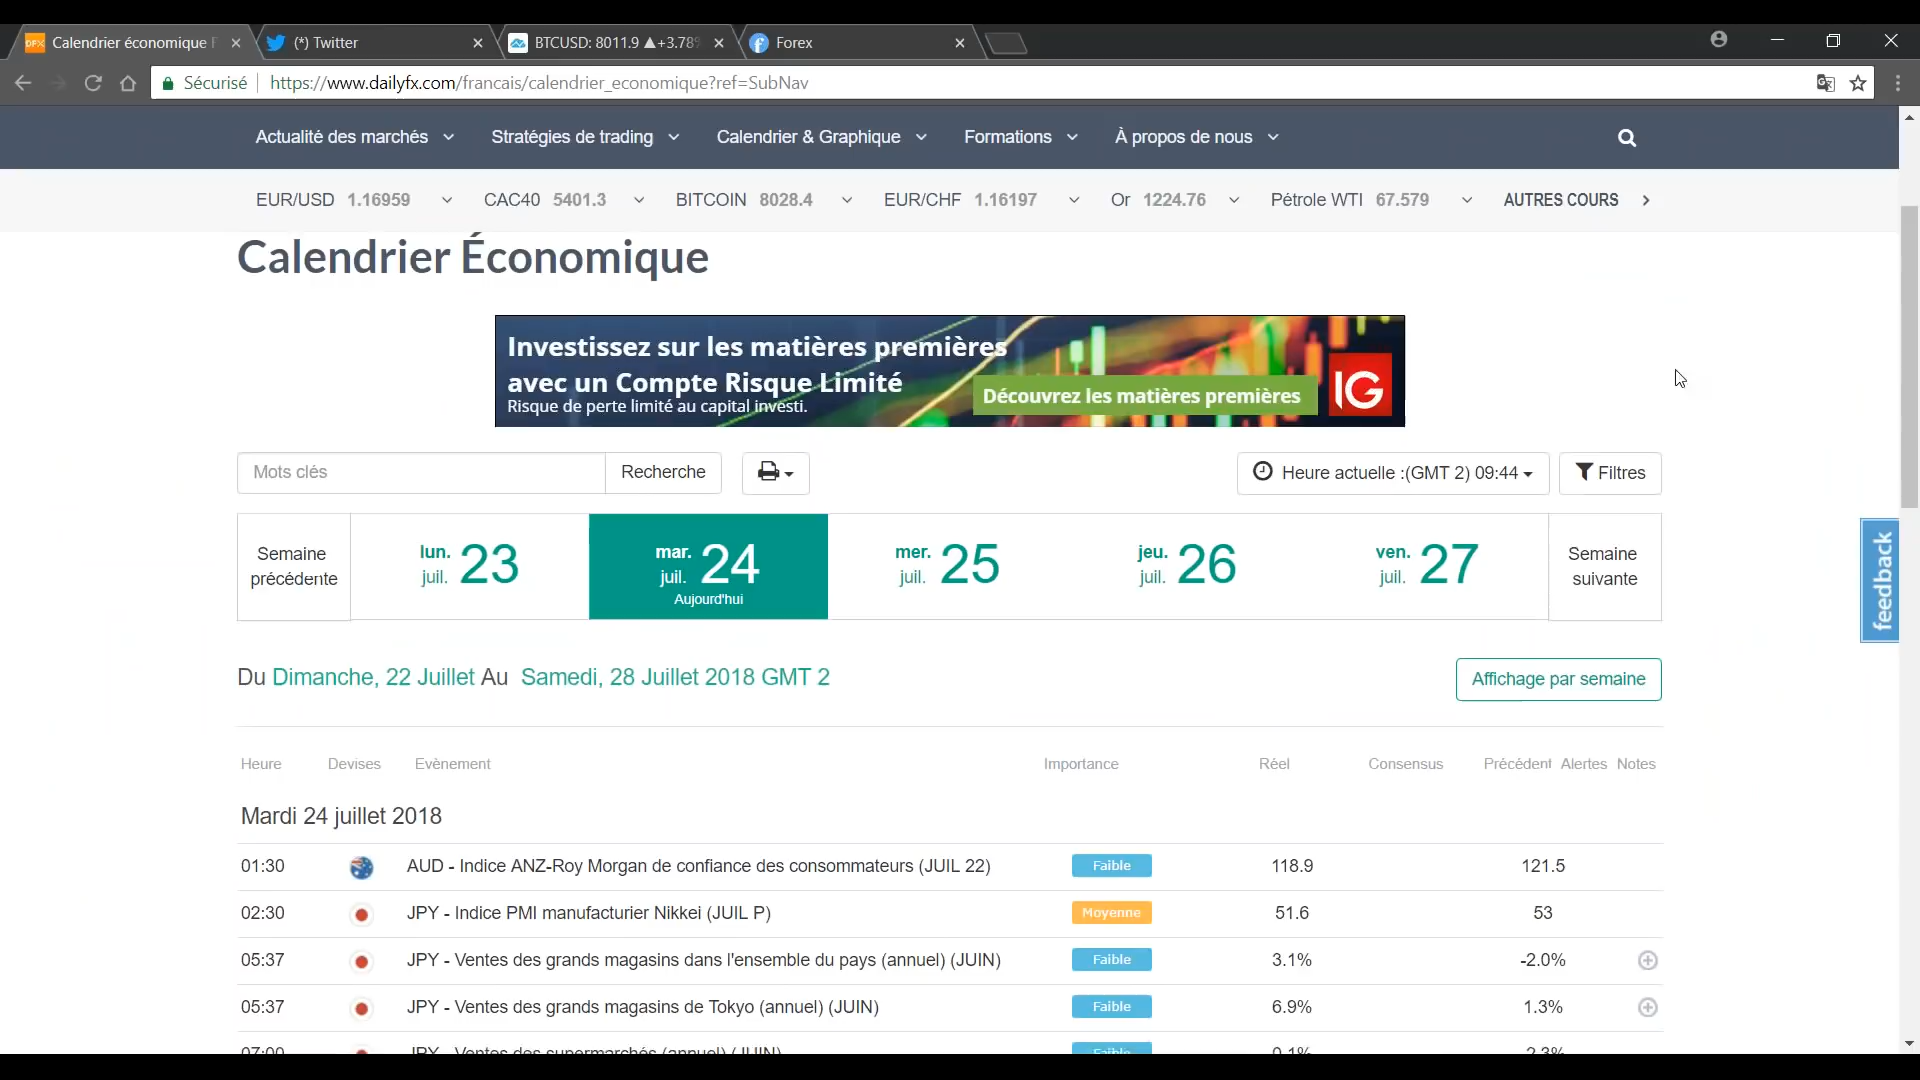 DFX Calendrier économique F
(*) Twitter
BTCUSD: 8011.9 ▲+3.78%
Forex
Sécurisé https://www.dailyfx.com/francais/calendrier_economique?ref=SubNav
Actualité des marchés Stratégies de trading Calendrier & Graphique Formations À propos de nous
EUR/USD 1.16959 CAC40 5401.3 BITCOIN 8028.4 EUR/CHF 1.16197 Or 1224.76 Pétrole WTI 67.579 AUTRES COURS
Calendrier Économique
Investissez sur les matières premières
avec un Compte Risque Limité
Risque de perte limité au capital investi.
Découvrez les matières premières
IG
Mots clés Recherche Heure actuelle :(GMT 2) 09:44 Filtres
Semaine précédente
lun. juil. 23
mar. juil. 24
Aujourd'hui
mer. juil. 25
jeu. juil. 26
ven. juil. 27
Semaine suivante
feedback
Du Dimanche, 22 Juillet Au Samedi, 28 Juillet 2018 GMT 2
Affichage par semaine
Heure Devises Evènement Importance Réel Consensus Précédent Alertes Notes
Mardi 24 juillet 2018
01:30 AUD - Indice ANZ-Roy Morgan de confiance des consommateurs (JUIL 22) Faible 118.9 121.5
02:30 JPY - Indice PMI manufacturier Nikkei (JUIL P) Moyenne 51.6 53
05:37 JPY - Ventes des grands magasins dans l'ensemble du pays (annuel) (JUIN) Faible 3.1% -2.0%
05:37 JPY - Ventes des grands magasins de Tokyo (annuel) (JUIN) Faible 6.9% 1.3%
07:00 JPY - Ventes des supermarchés (annuel) (JUIN) Faible